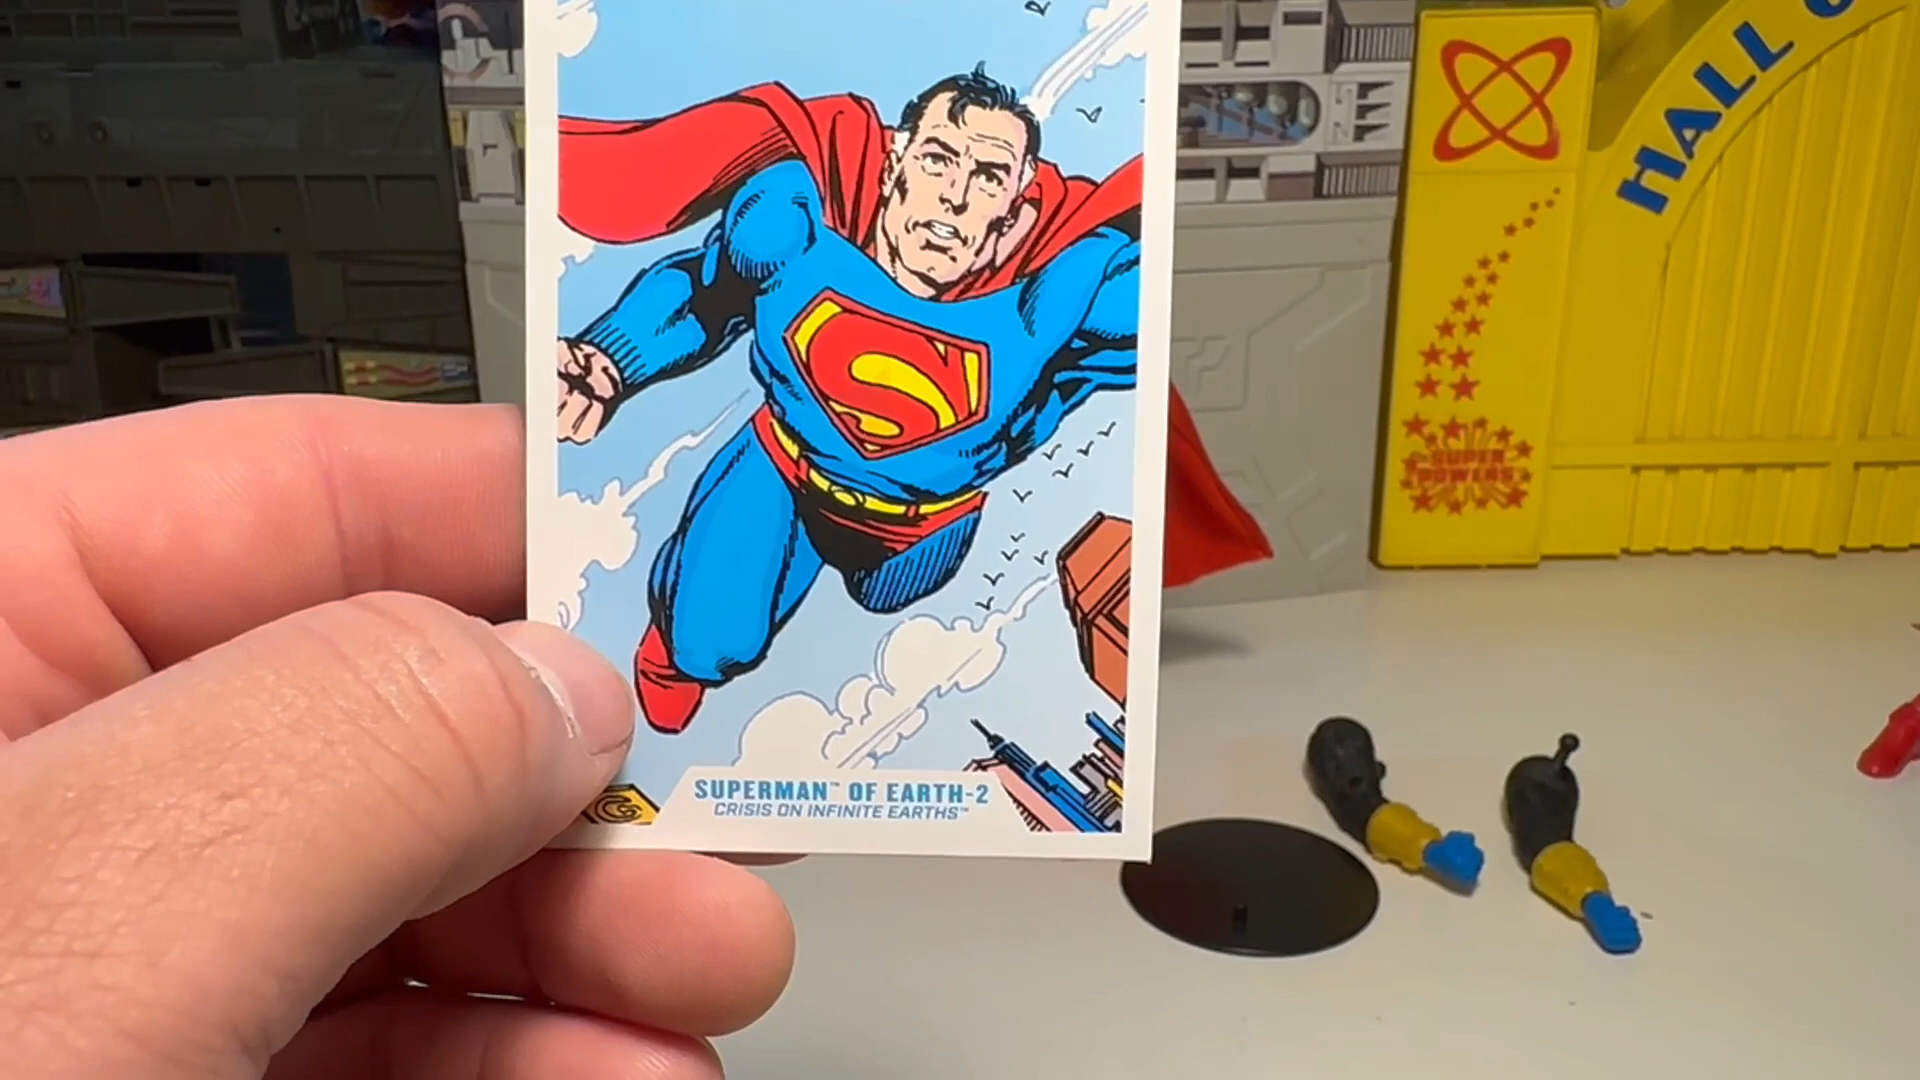 HALL
SUPER
POWERS
SUPERMAN™ OF EARTH-2
CRISIS ON INFINITE EARTHS™